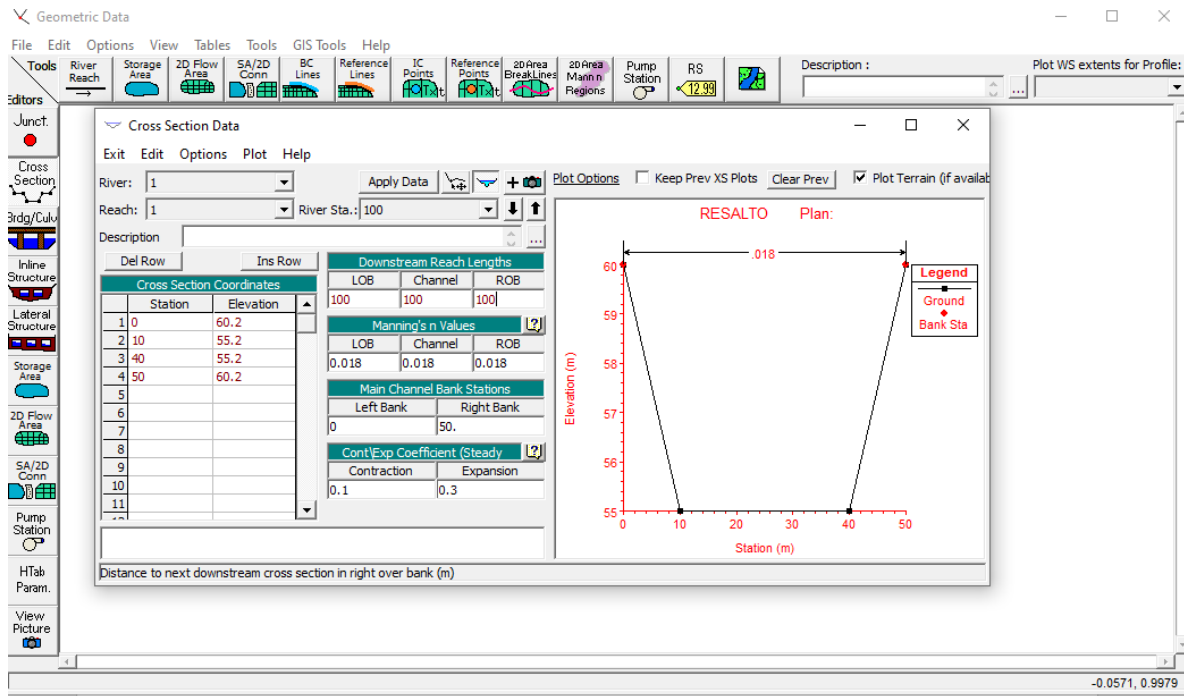 Geometric Data
File Edit Options View Tables Tools GIS Tools Help
Tools
Editors
River Reach
Storage Area
2D Flow Area
SA/2D Conn
BC Lines
Reference Lines
IC Points
Reference Points
2D Area BreakLines
2D Area Mann n Regions
Pump Station
RS
12.99
Description :
...
Plot WS extents for Profile:
Junct.
Cross Section
Brdg/Culv
Inline Structure
Lateral Structure
Storage Area
2D Flow Area
SA/2D Conn
Pump Station
HTab Param.
View Picture
Cross Section Data
Exit Edit Options Plot Help
River: 1
Apply Data
Plot Options
Keep Prev XS Plots
Clear Prev
Plot Terrain (if availab
Reach: 1
River Sta.: 100
Description
...
Del Row Ins Row
Cross Section Coordinates
Station Elevation
1 0 60.2
2 10 55.2
3 40 55.2
4 50 60.2
5
6
7
8
9
10
11
Downstream Reach Lengths
LOB Channel ROB
100 100 100
Manning's n Values
LOB Channel ROB
0.018 0.018 0.018
Main Channel Bank Stations
Left Bank Right Bank
0 50.
Cont\Exp Coefficient (Steady
Contraction Expansion
0.1 0.3
RESALTO Plan:
.018
60
59
58
57
56
55
0 10 20 30 40 50
Elevation (m)
Station (m)
Legend
Ground
Bank Sta
Distance to next downstream cross section in right over bank (m)
-0.0571, 0.9979